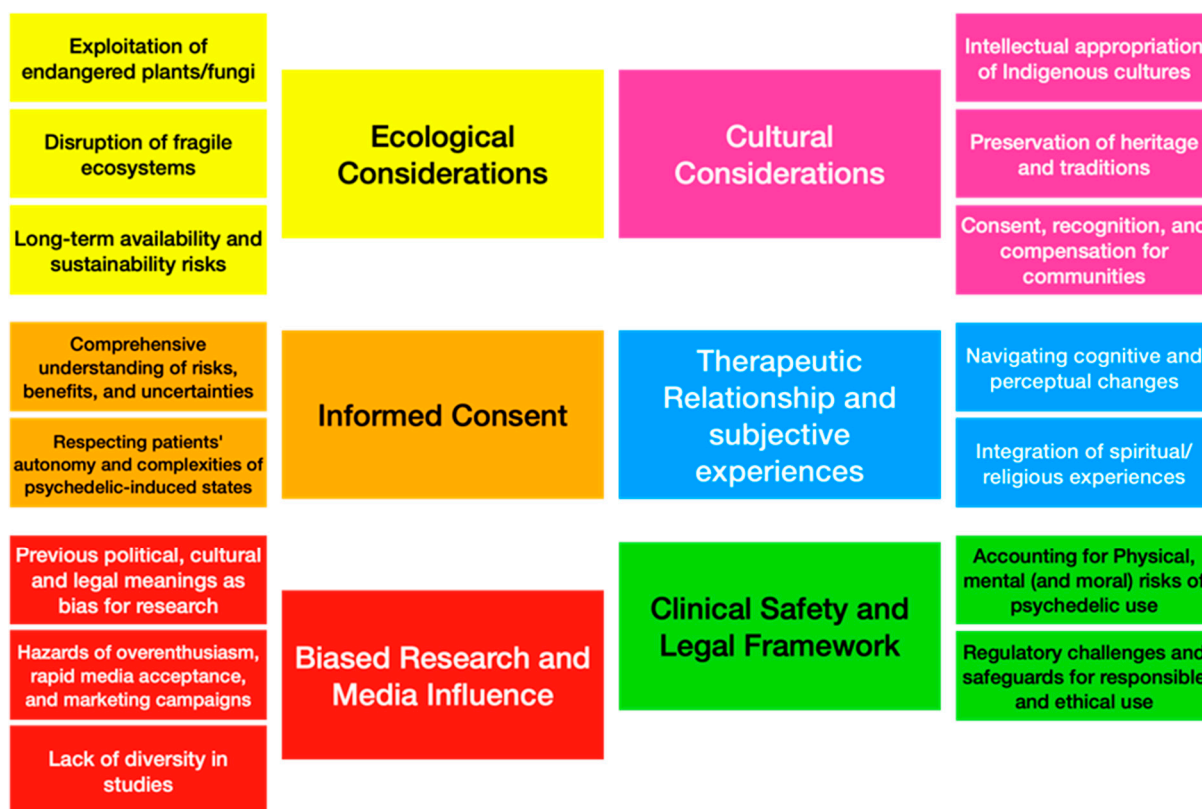 Exploitation of
endangered plants/fungi
Disruption of fragile
ecosystems
Long-term availability and
sustainability risks
Ecological
Considerations
Cultural
Considerations
Intellectual appropriation
of Indigenous cultures
Preservation of heritage
and traditions
Consent, recognition, and
compensation for
communities
Comprehensive
understanding of risks,
benefits, and uncertainties
Respecting patients'
autonomy and complexities of
psychedelic-induced states
Informed Consent
Therapeutic
Relationship and
subjective
experiences
Navigating cognitive and
perceptual changes
Integration of spiritual/
religious experiences
Previous political, cultural
and legal meanings as
bias for research
Hazards of overenthusiasm,
rapid media acceptance,
and marketing campaigns
Lack of diversity in
studies
Biased Research and
Media Influence
Clinical Safety and
Legal Framework
Accounting for Physical,
mental (and moral) risks of
psychedelic use
Regulatory challenges and
safeguards for responsible
and ethical use